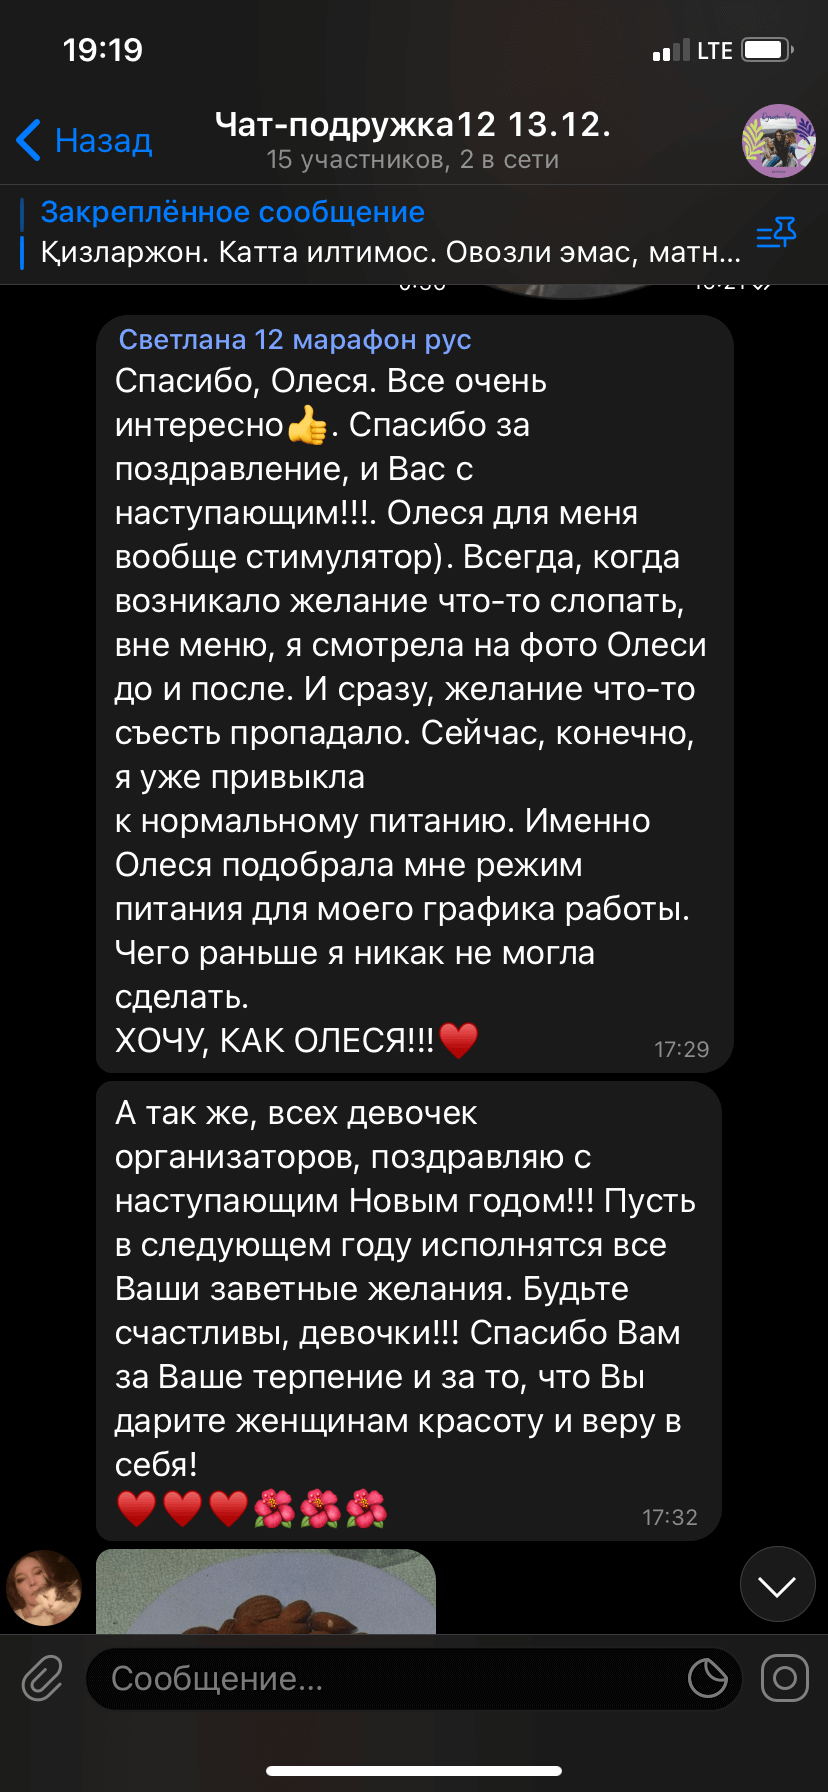 19:19
LTE
Назад
Чат-подружка12 13.12.
15 участников, 2 в сети
Закреплённое сообщение
Қизларжон. Катта илтимос. Овозли эмас, матн...
Светлана 12 марафон рус
Спасибо, Олеся. Все очень
интересно👍. Спасибо за
поздравление, и Вас с
наступающим!!!. Олеся для меня
вообще стимулятор). Всегда, когда
возникало желание что-то слопать,
вне меню, я смотрела на фото Олеси
до и после. И сразу, желание что-то
съесть пропадало. Сейчас, конечно,
я уже привыкла
к нормальному питанию. Именно
Олеся подобрала мне режим
питания для моего графика работы.
Чего раньше я никак не могла
сделать.
ХОЧУ, КАК ОЛЕСЯ!!!♥️
17:29
А так же, всех девочек
организаторов, поздравляю с
наступающим Новым годом!!! Пусть
в следующем году исполнятся все
Ваши заветные желания. Будьте
счастливы, девочки!!! Спасибо Вам
за Ваше терпение и за то, что Вы
дарите женщинам красоту и веру в
себя!
♥️♥️♥️🌺🌺🌺
17:32
Сообщение...